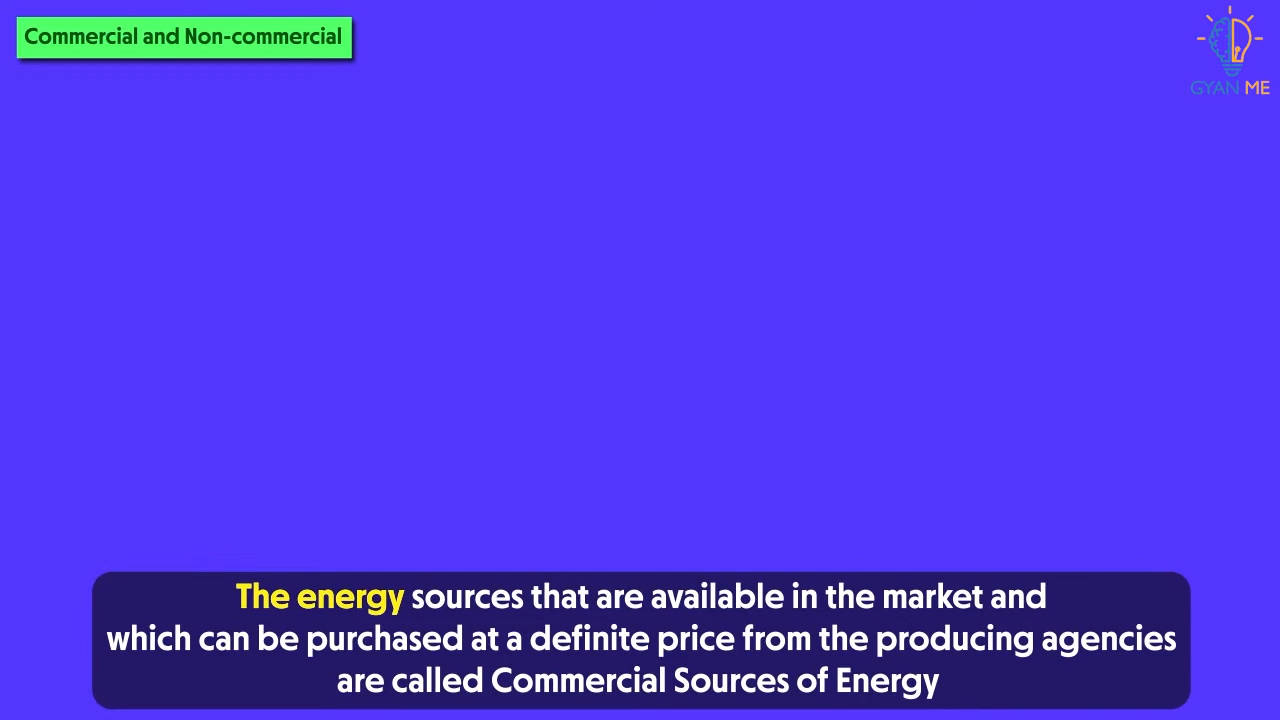 Commercial and Non-commercial
GYAN ME
The energy sources that are available in the market and
which can be purchased at a definite price from the producing agencies
are called Commercial Sources of Energy